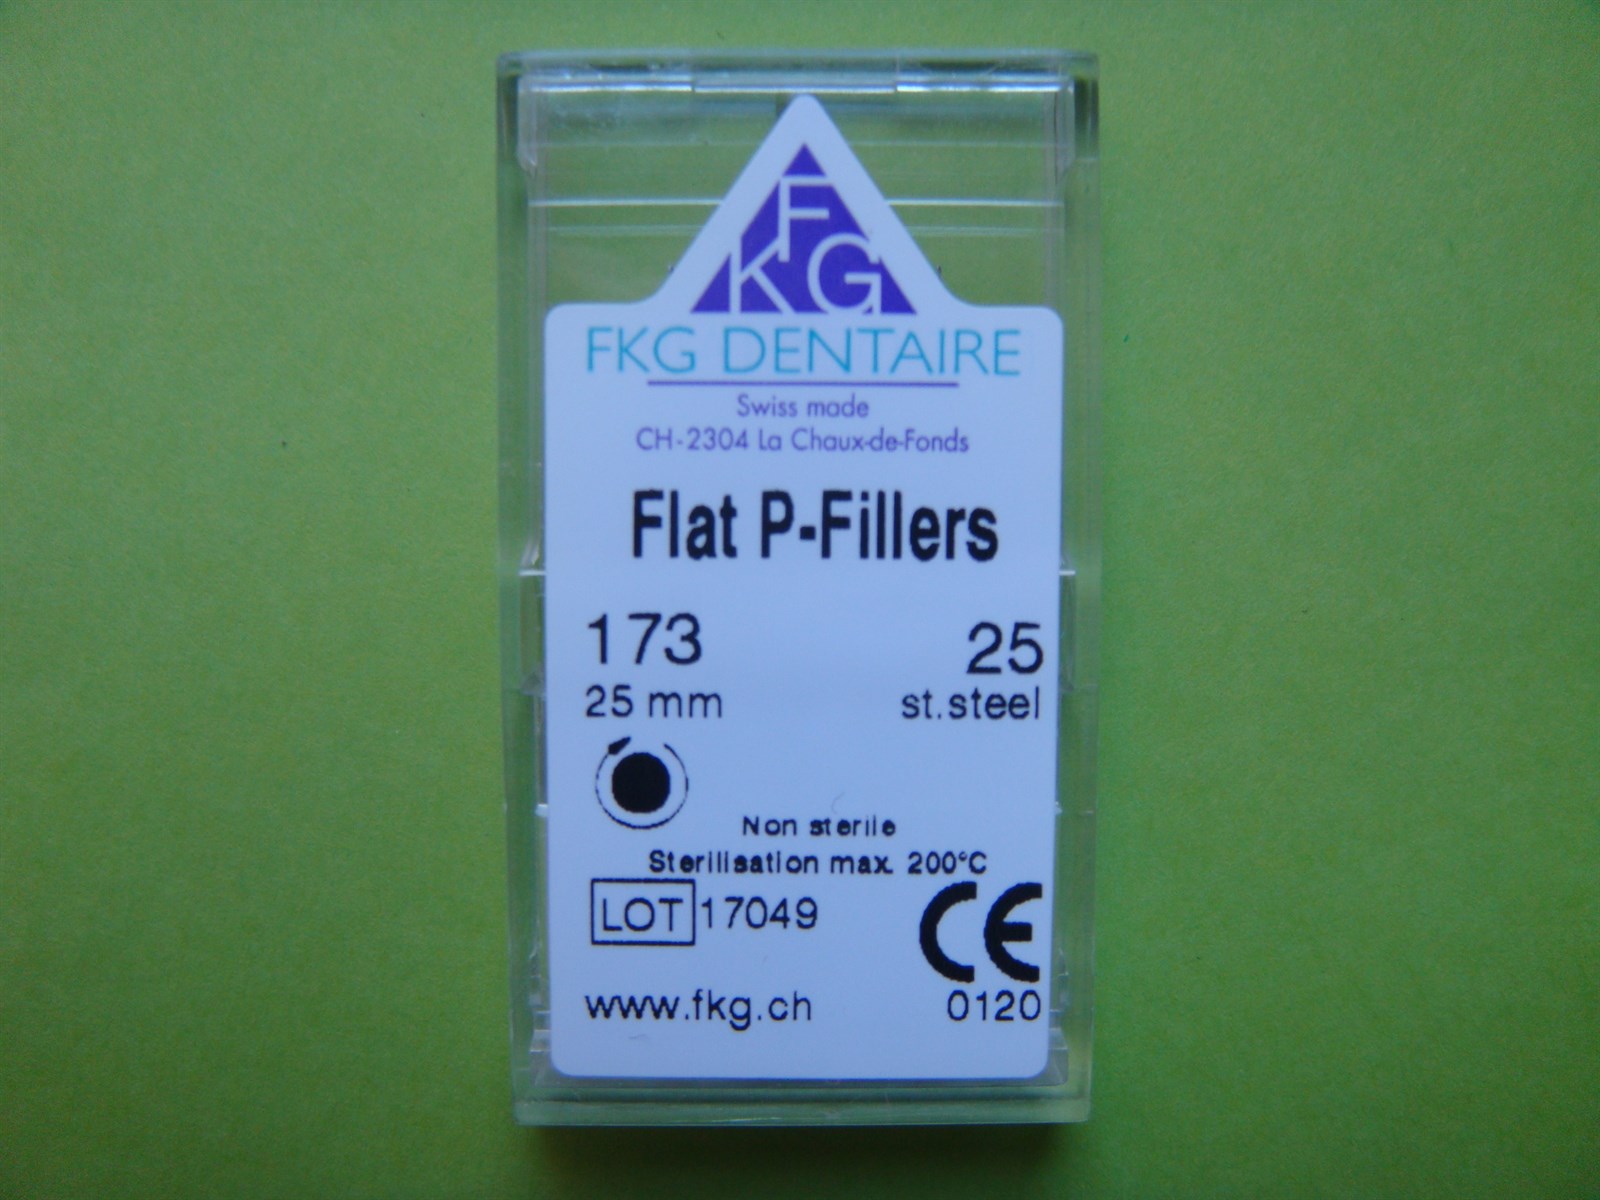 FKG
FKG DENTAIRE
Swiss made
CH-2304 La Chaux-de-Fonds
Flat P-Fillers
173 25
25 mm st.steel
Non sterile
Sterilisation max. 200°C
LOT 17049
CE
www.fkg.ch 0120